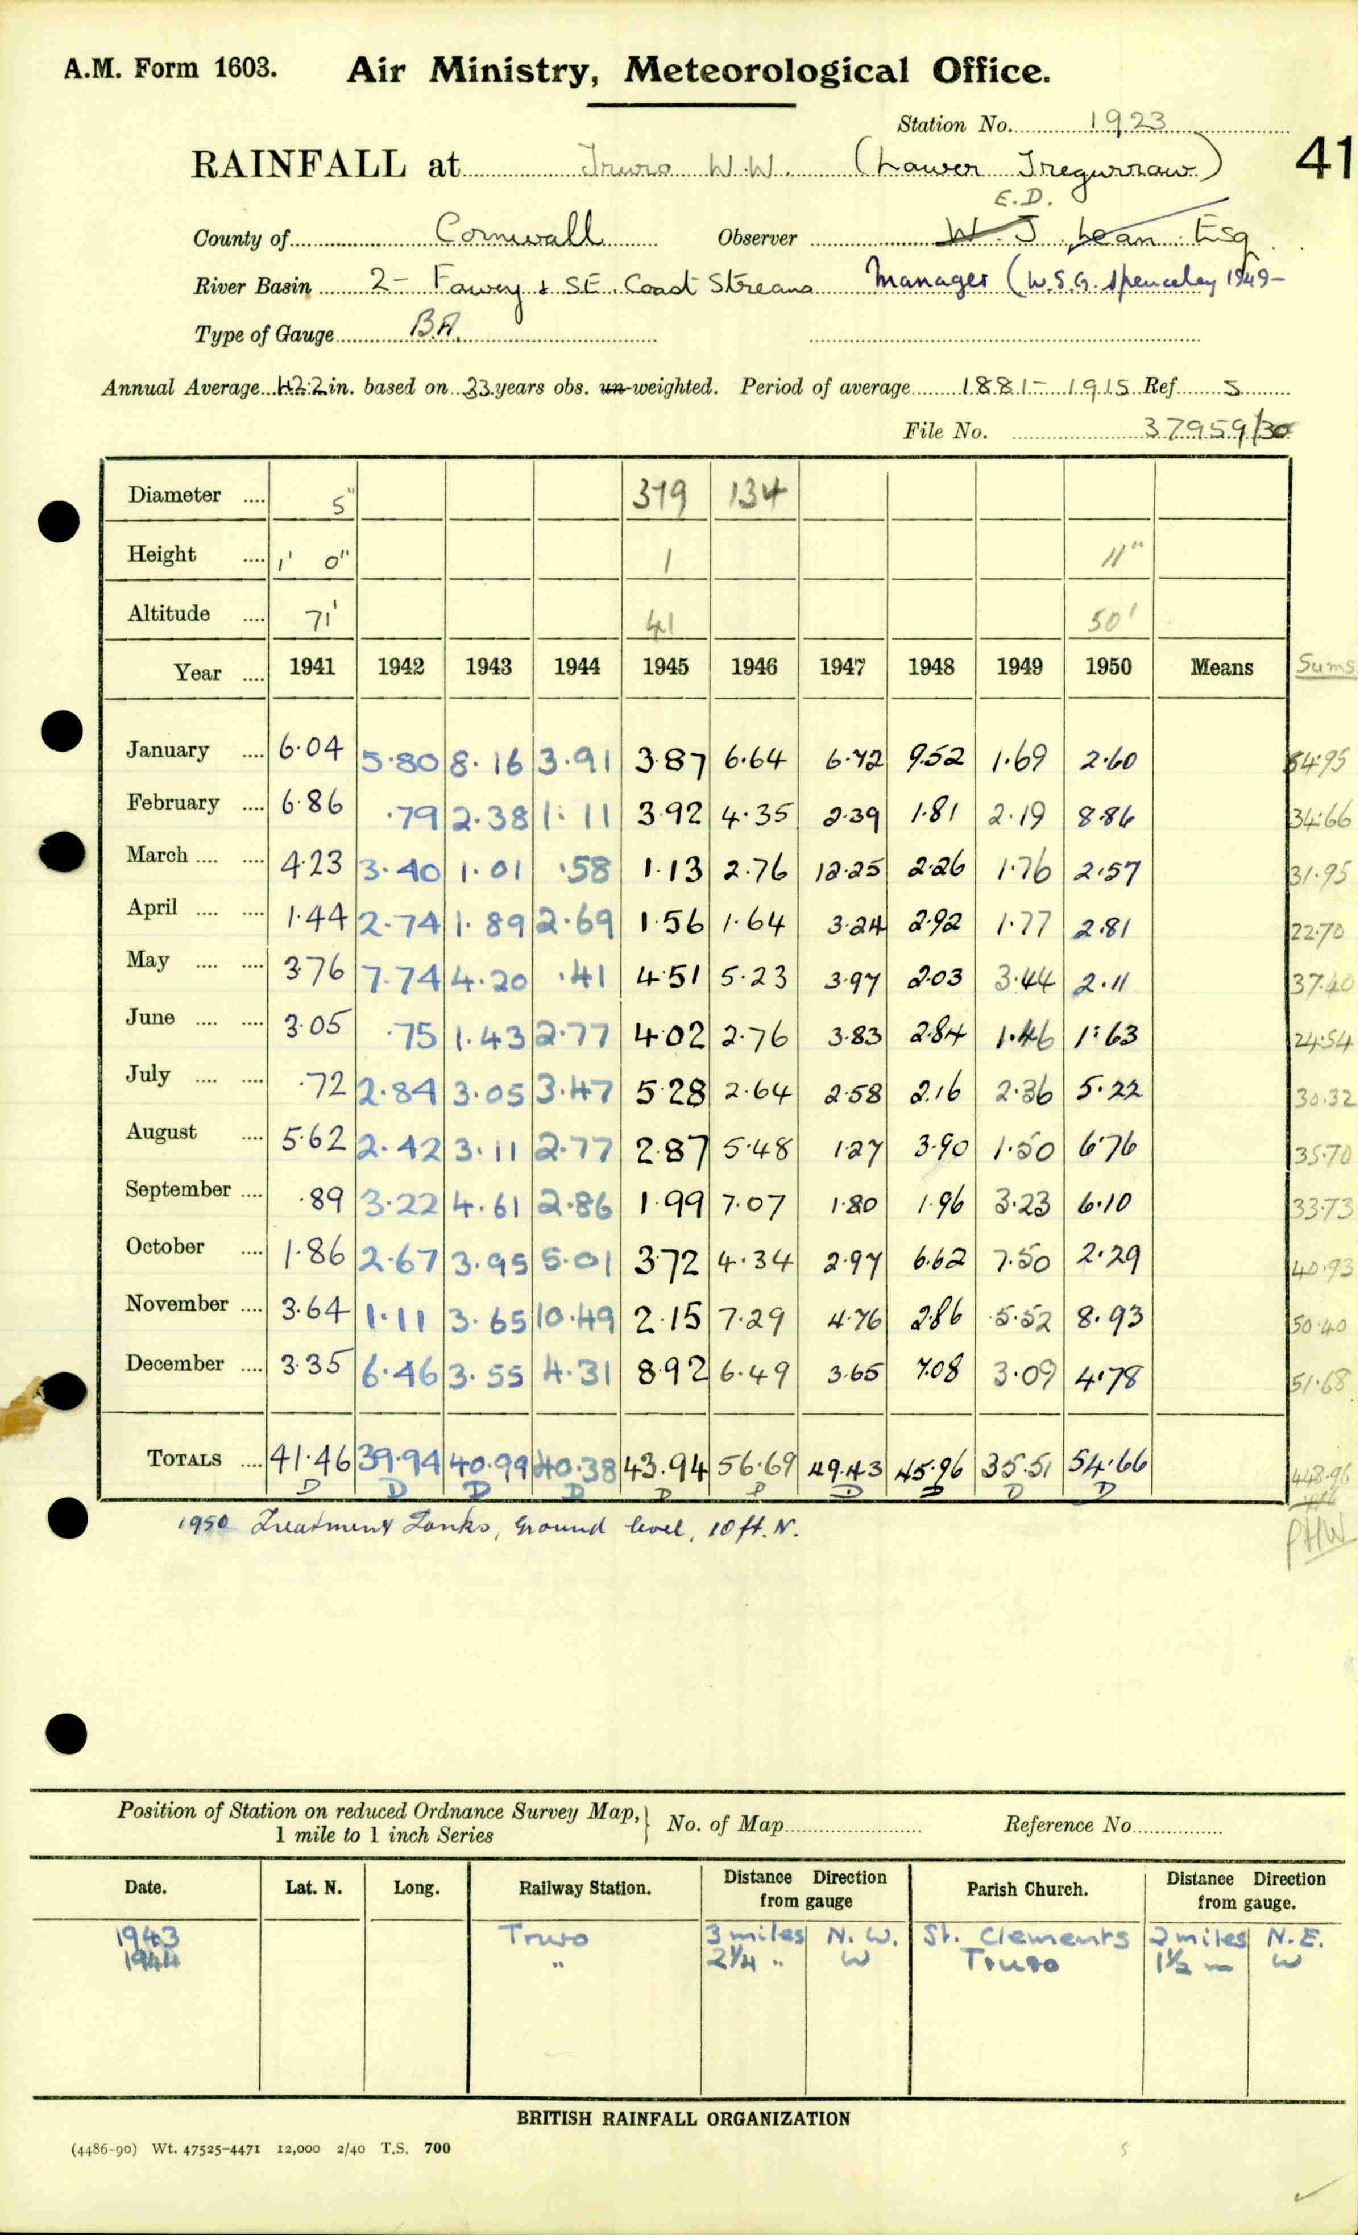 A.M. Form 1603. Air Ministry, Meteorological Office.
Station No. 1923
RAINFALL at Truro W.W. (Lower Tregurraw) 41
E.D.
County of Cornwall Observer W. J. Lean Esq
River Basin 2 - Fowey & S.E. Coast Streams Manager (W.S.G. Spenceley 1949-
Type of Gauge
Annual Average 42.2 in. based on 33 years obs. un-weighted. Period of average 1881- 1915 Ref 5
File No. 37959/30
Diameter .... 5" 379 134
Height .... 1' 0" 1 11"
Altitude .... 71' 41 50'
Year .... 1941 1942 1943 1944 1945 1946 1947 1948 1949 1950 Means Sums
January .... 6.04 5.80 8.16 3.91 3.87 6.64 6.72 9.52 1.69 2.60 54.95
February .... 6.86 .79 2.38 1.11 3.92 4.35 2.39 1.81 2.19 8.86 34.66
March .... .... 4.23 3.40 1.01 .58 1.13 2.76 12.25 2.26 1.76 2.57 31.95
April .... .... 1.44 2.74 1.89 2.69 1.56 1.64 3.24 2.92 1.77 2.81 22.70
May .... .... 3.76 7.74 4.20 .41 4.51 5.23 3.97 2.03 3.44 2.11 37.40
June .... .... 3.05 .75 1.43 2.77 4.02 2.76 3.83 2.84 1.46 1.63 24.54
July .... .... .72 2.84 3.05 3.47 5.28 2.64 2.58 2.16 2.36 5.22 30.32
August .... 5.62 2.42 3.11 2.77 2.87 5.48 1.27 3.90 1.50 6.76 35.70
September .... .89 3.22 4.61 2.86 1.99 7.07 1.80 1.96 3.23 6.10 33.73
October .... 1.86 2.67 3.95 5.01 3.72 4.34 2.97 6.62 7.50 2.29 40.93
November .... 3.64 1.11 3.65 10.49 2.15 7.29 4.76 2.86 5.52 8.93 50.40
December .... 3.35 6.46 3.55 4.31 8.92 6.49 3.65 7.08 3.09 4.78 51.68
TOTALS .... 41.46 39.94 40.99 40.38 43.94 56.69 49.43 45.96 35.51 54.66 448.96
D D D D D D D D D D
1950 Treatment Tanks, Ground level, 10 ft. N. PHW
Position of Station on reduced Ordnance Survey Map,
1 mile to 1 inch Series
No. of Map Reference No
Date. Lat. N. Long. Railway Station. Distance Direction from gauge Parish Church. Distance Direction from gauge.
1943 Truro 3 miles N.W. St. Clements 2 miles N.E.
1944 " 2¼ " W Truro 1½ m W
BRITISH RAINFALL ORGANIZATION
(4486-90) Wt. 47525-4471 12,000 2/40 T.S. 700 5